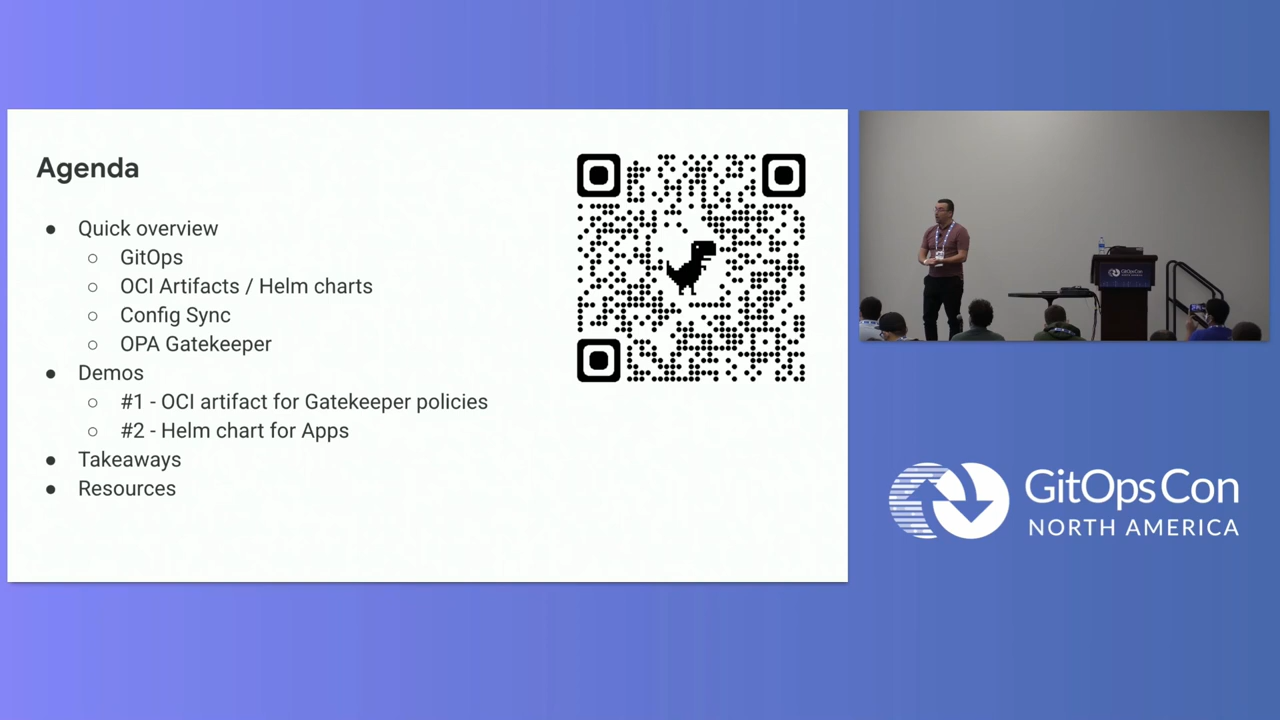 Agenda
● Quick overview
○ GitOps
○ OCI Artifacts / Helm charts
○ Config Sync
○ OPA Gatekeeper
● Demos
○ #1 - OCI artifact for Gatekeeper policies
○ #2 - Helm chart for Apps
● Takeaways
● Resources
GitOpsCon
GitOpsCon
NORTH AMERICA